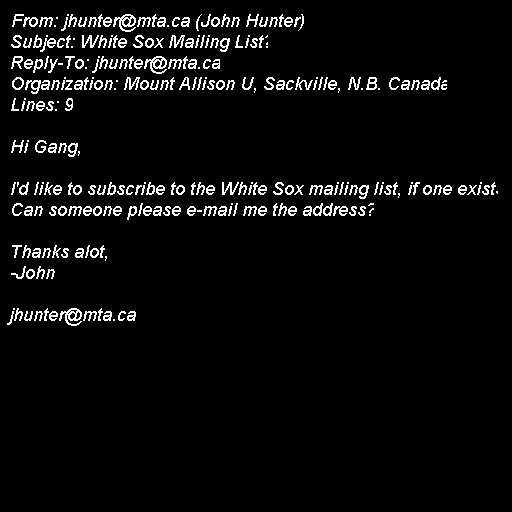 From: jhunter@mta.ca (John Hunter)
Subject: White Sox Mailing List?
Reply-To: jhunter@mta.ca
Organization: Mount Allison U, Sackville, N.B. Canada
Lines: 9

Hi Gang,

I'd like to subscribe to the White Sox mailing list, if one exists
Can someone please e-mail me the address?

Thanks alot,
-John

jhunter@mta.ca